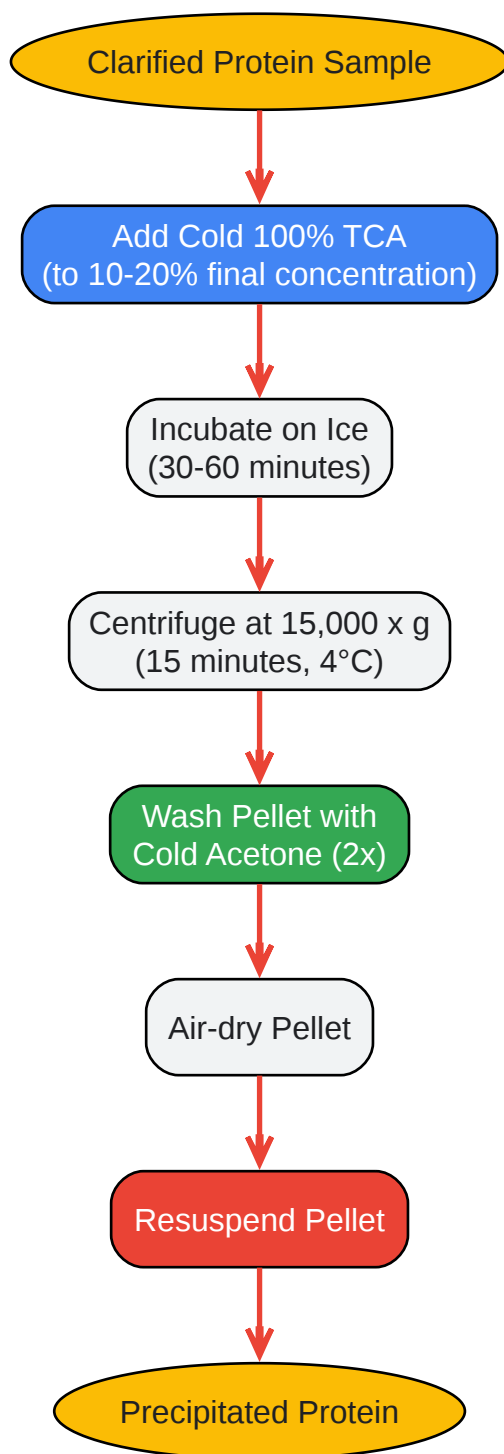 Clarified Protein Sample
Add Cold 100% TCA
(to 10-20% final concentration)
Incubate on Ice
(30-60 minutes)
Centrifuge at 15,000 x g
(15 minutes, 4°C)
Wash Pellet with
Cold Acetone (2x)
Air-dry Pellet
Resuspend Pellet
Precipitated Protein